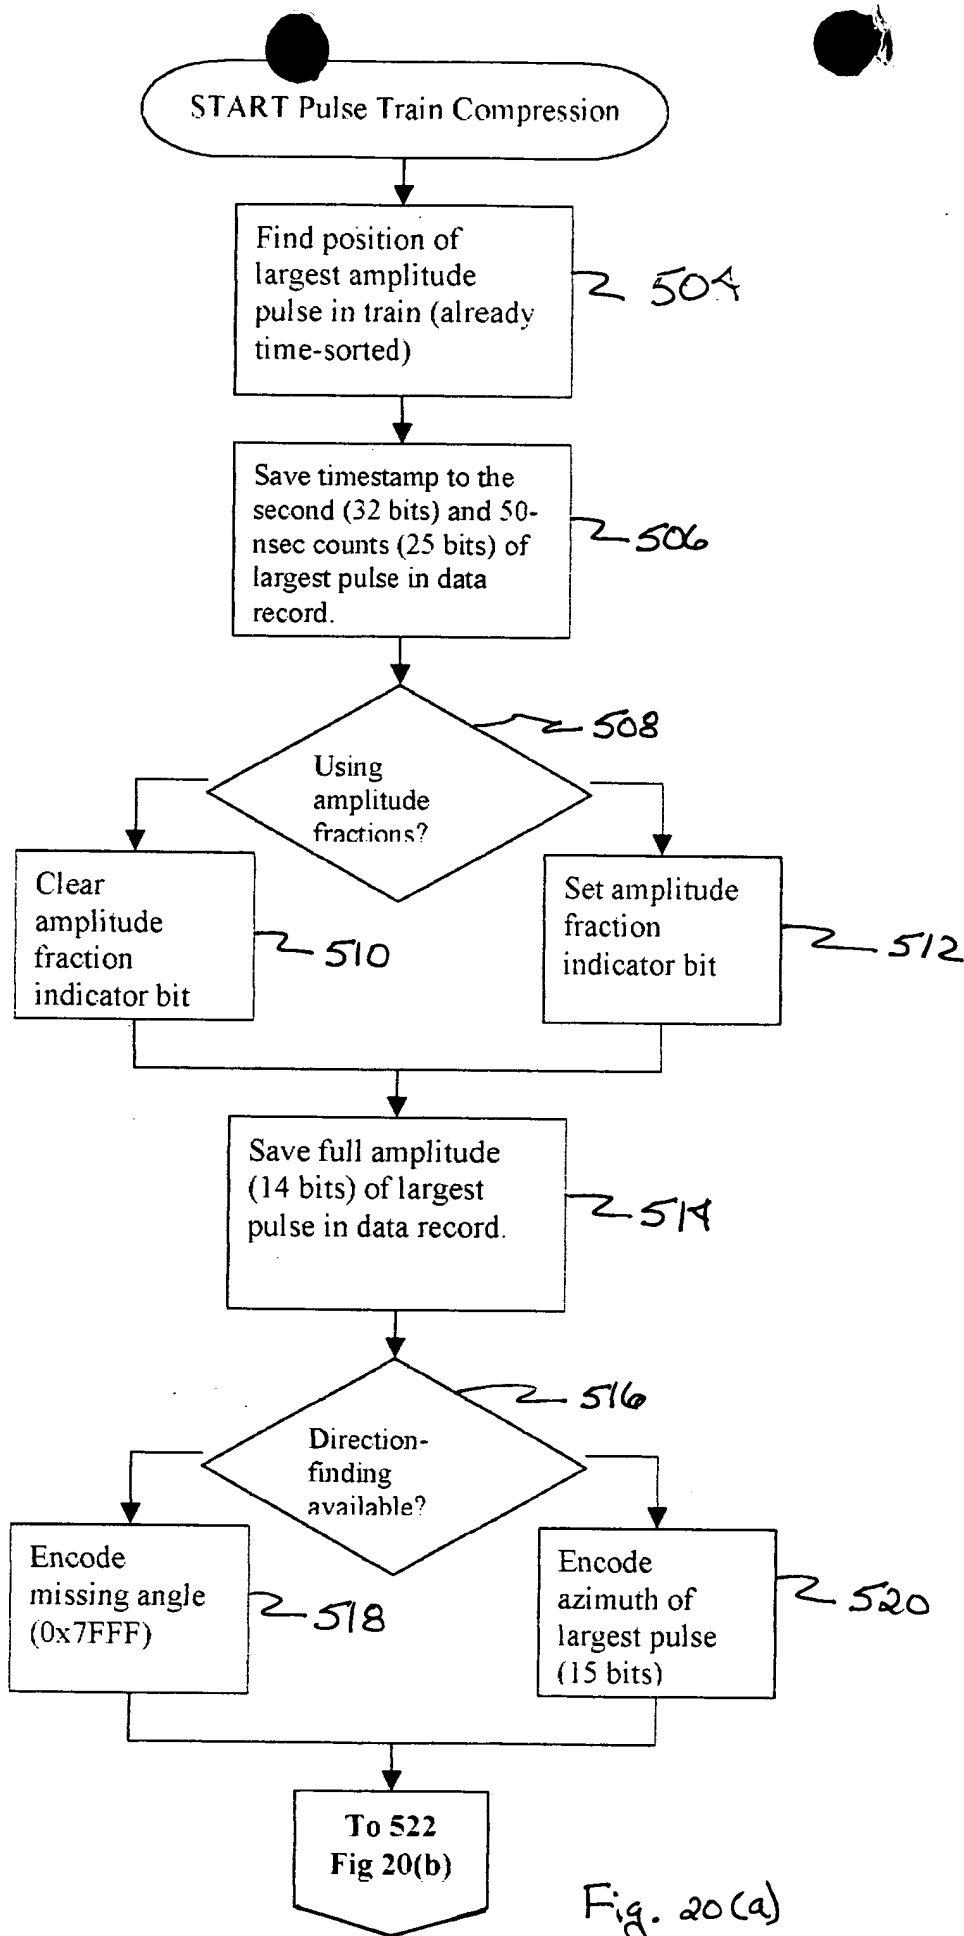 START Pulse Train Compression
Find position of
largest amplitude
pulse in train (already
time-sorted)
504
Save timestamp to the
second (32 bits) and 50-
nsec counts (25 bits) of
largest pulse in data
record.
506
508
Using
amplitude
fractions?
Clear
amplitude
fraction
indicator bit
510
Set amplitude
fraction
indicator bit
512
Save full amplitude
(14 bits) of largest
pulse in data record.
514
516
Direction-
finding
available?
Encode
missing angle
(0x7FFF)
518
Encode
azimuth of
largest pulse
(15 bits)
520
To 522
Fig 20(b)
Fig. 20(a)